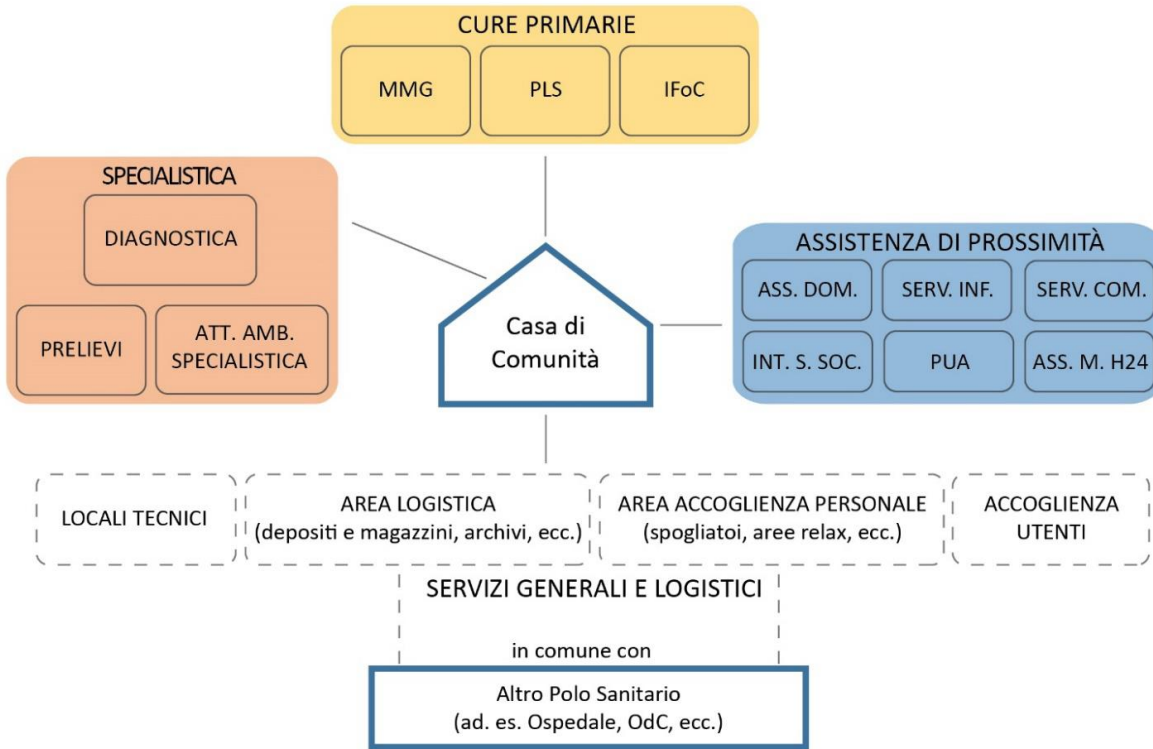 CURE PRIMARIE
MMG
PLS
IFoC
SPECIALISTICA
DIAGNOSTICA
PRELIEVI
ATT. AMB.
SPECIALISTICA
Casa di
Comunità
ASSISTENZA DI PROSSIMITÀ
ASS. DOM.
SERV. INF.
SERV. COM.
INT. S. SOC.
PUA
ASS. M. H24
LOCALI TECNICI
AREA LOGISTICA
(depositi e magazzini, archivi, ecc.)
AREA ACCOGLIENZA PERSONALE
(spogliatoi, aree relax, ecc.)
ACCOGLIENZA
UTENTI
SERVIZI GENERALI E LOGISTICI
in comune con
Altro Polo Sanitario
(ad. es. Ospedale, OdC, ecc.)